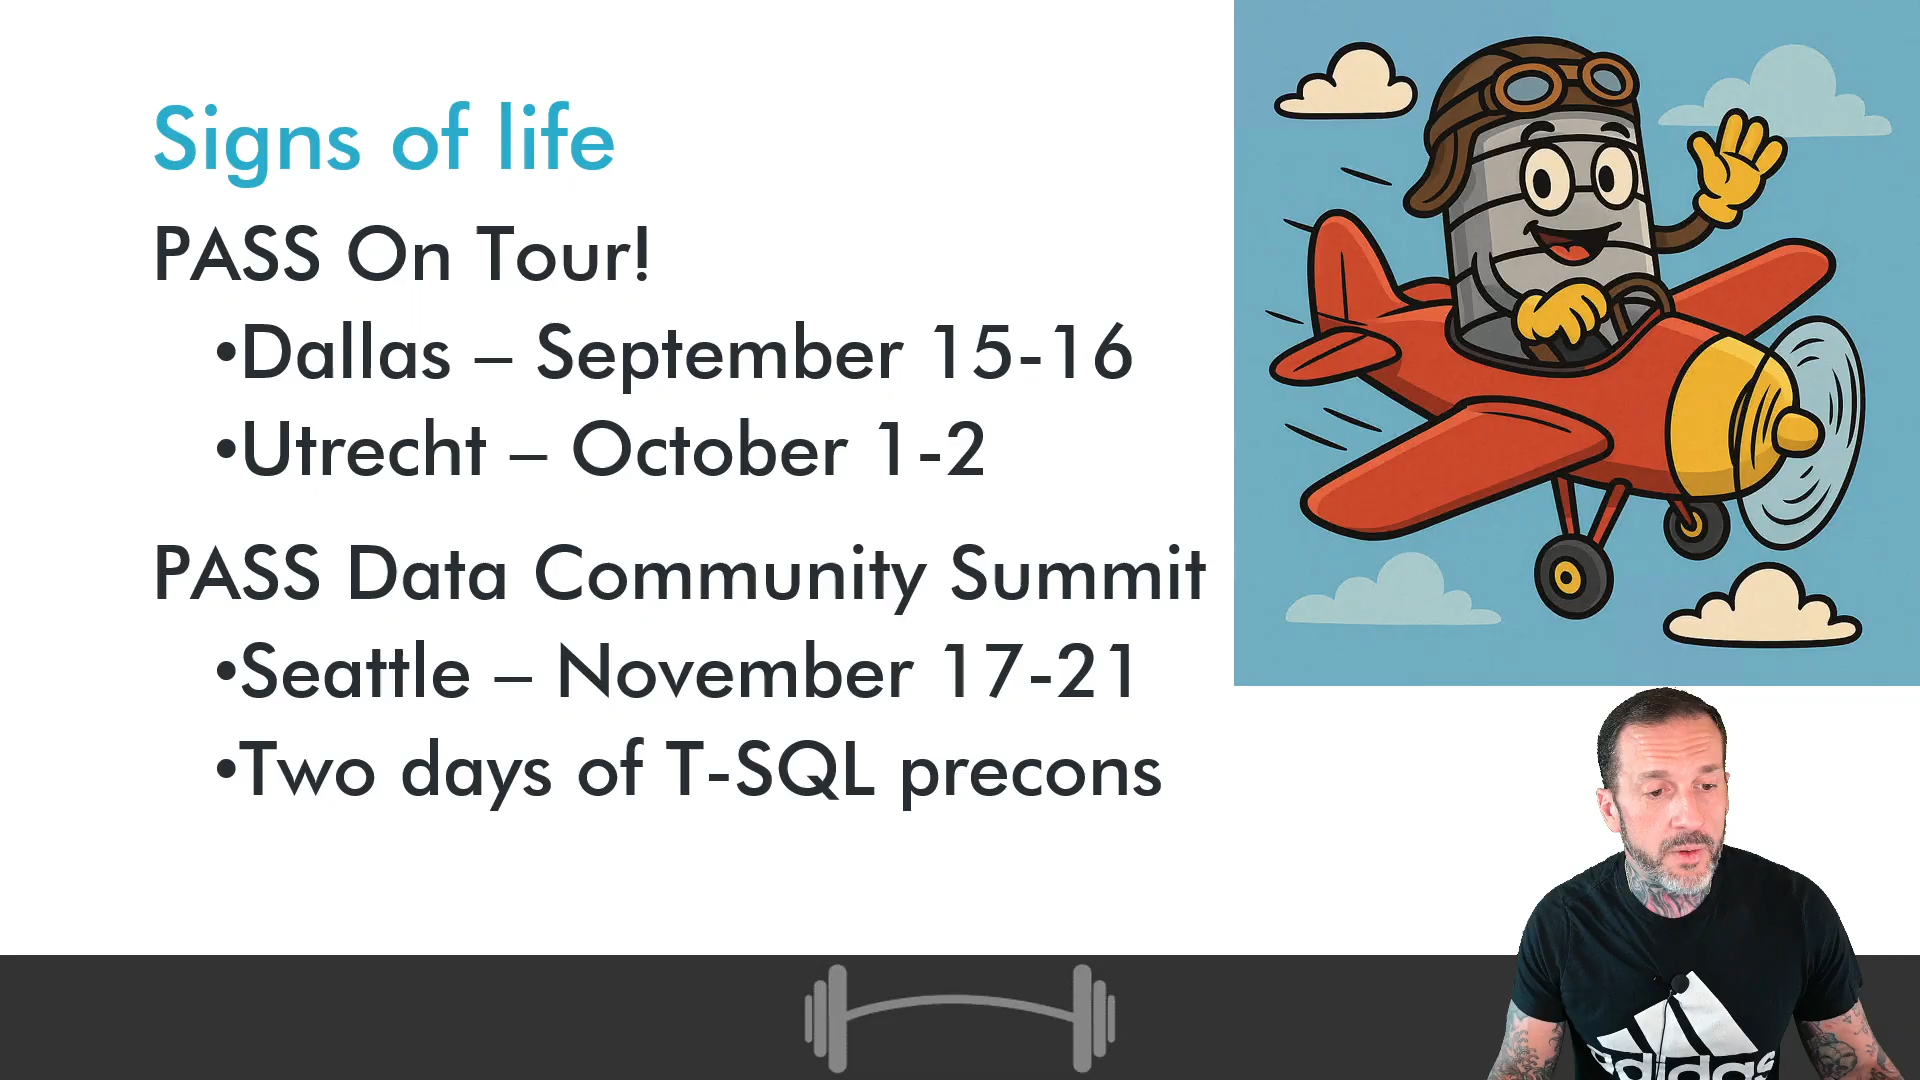 Signs of life
PASS On Tour!
•Dallas – September 15-16
•Utrecht – October 1-2
PASS Data Community Summit
•Seattle – November 17-21
•Two days of T-SQL precons
adidas